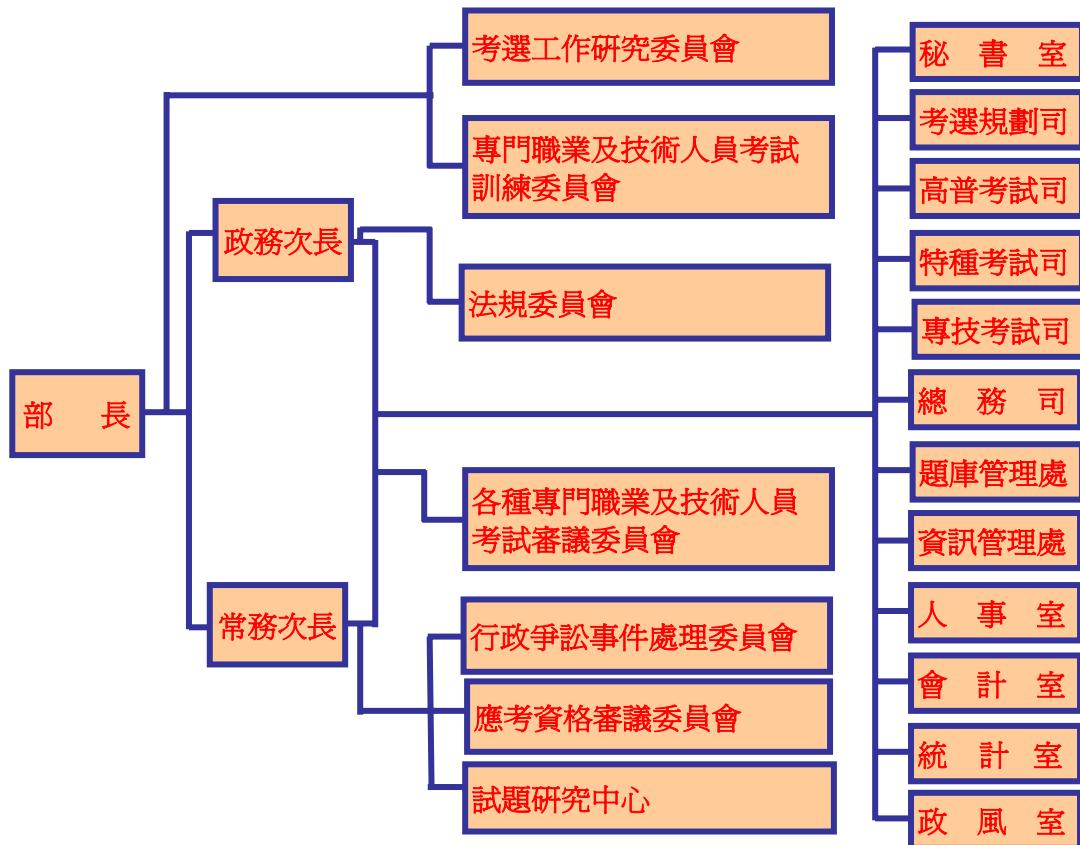 部長
政務次長
常務次長
考選工作研究委員會
專門職業及技術人員考試
訓練委員會
法規委員會
各種專門職業及技術人員
考試審議委員會
行政爭訟事件處理委員會
應考資格審議委員會
試題研究中心
秘書室
考選規劃司
高普考試司
特種考試司
專技考試司
總務司
題庫管理處
資訊管理處
人事室
會計室
統計室
政風室